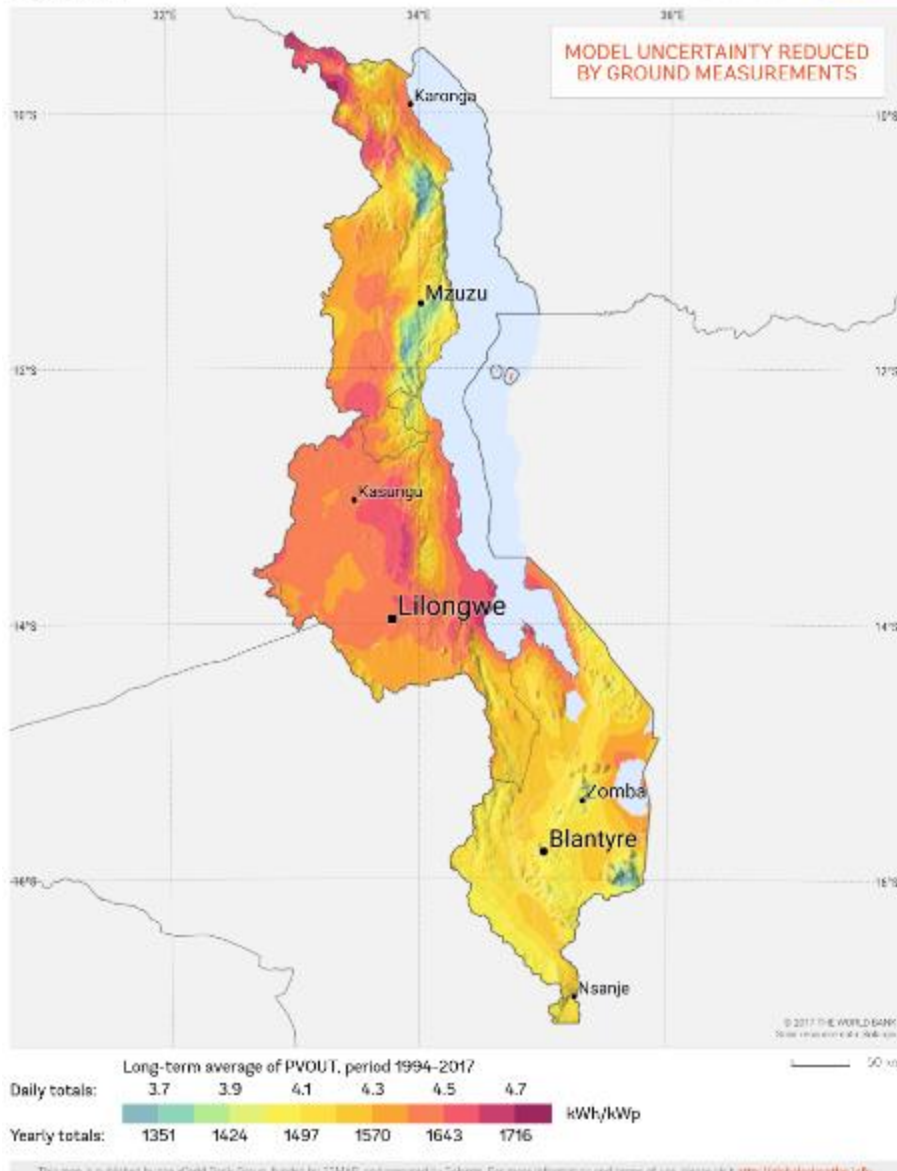 32°E 34°E 36°E
MODEL UNCERTAINTY REDUCED
BY GROUND MEASUREMENTS
Karonga
10°S 10°S
Mzuzu
12°S 12°S
Kasungu
Lilongwe
14°S 14°S
Zomba
Blantyre
16°S 16°S
Nsanje
© 2017 THE WORLD BANK
Long-term average of PVOUT, period 1994-2017
Daily totals: 3.7 3.9 4.1 4.3 4.5 4.7
kWh/kWp
Yearly totals: 1351 1424 1497 1570 1643 1716